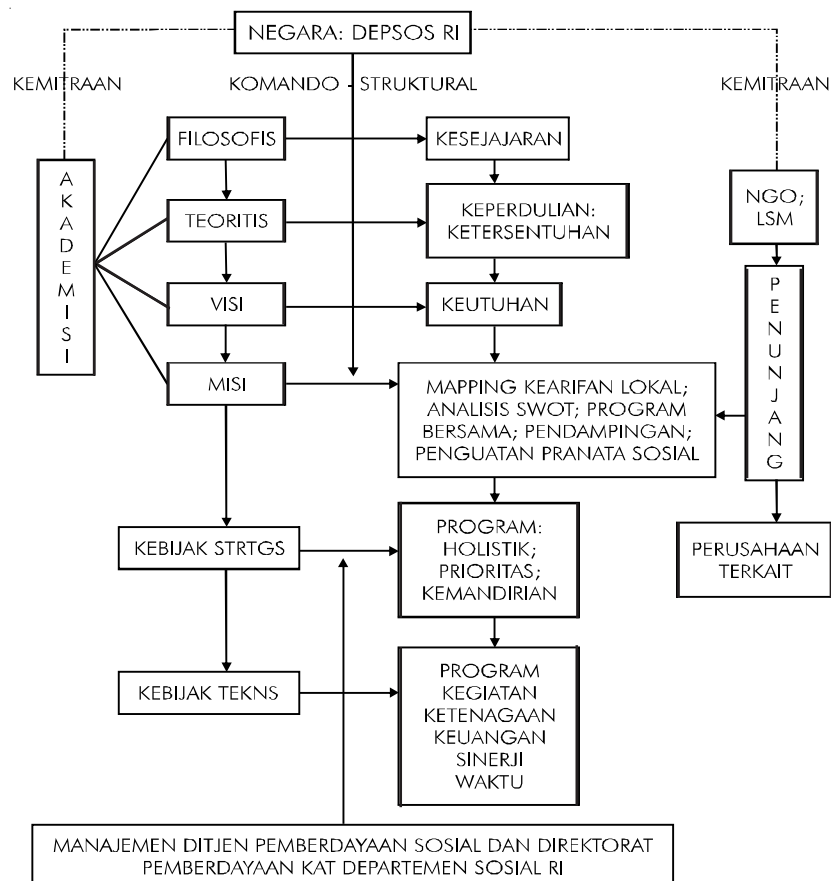 NEGARA: DEPSOS RI
KEMITRAAN
KOMANDO - STRUKTURAL
KEMITRAAN
AKADEMISI
FILOSOFIS
KESEJAJARAN
TEORITIS
KEPERDULIAN:
KETERSENTUHAN
VISI
KEUTUHAN
MISI
MAPPING KEARIFAN LOKAL;
ANALISIS SWOT; PROGRAM
BERSAMA; PENDAMPINGAN;
PENGUATAN PRANATA SOSIAL
NGO;
LSM
PENUNJANG
PERUSAHAAN
TERKAIT
KEBIJAK STRTGS
PROGRAM:
HOLISTIK;
PRIORITAS;
KEMANDIRIAN
KEBIJAK TEKNS
PROGRAM
KEGIATAN
KETENAGAAN
KEUANGAN
SINERJI
WAKTU
MANAJEMEN DITJEN PEMBERDAYAAN SOSIAL DAN DIREKTORAT
PEMBERDAYAAN KAT DEPARTEMEN SOSIAL RI